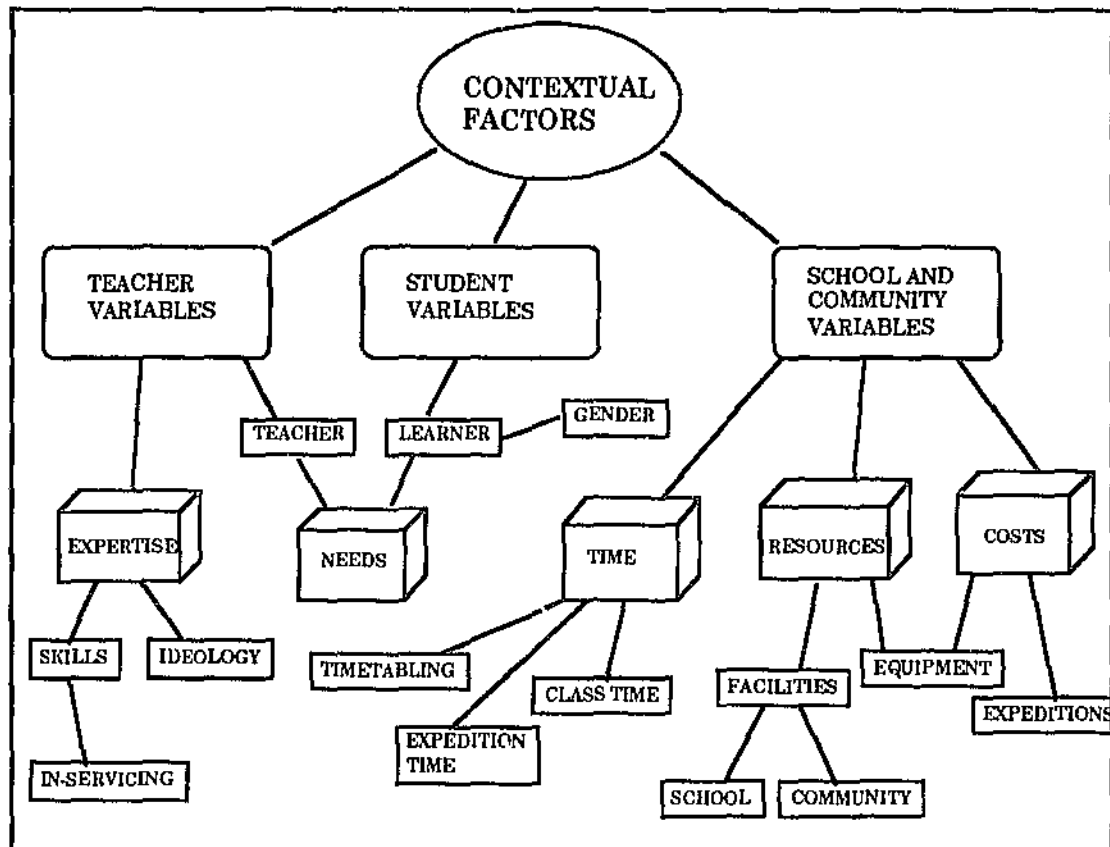 CONTEXTUAL
FACTORS
TEACHER
VARIABLES
STUDENT
VARIABLES
SCHOOL AND
COMMUNITY
VARIABLES
TEACHER
LEARNER
GENDER
EXPERTISE
NEEDS
TIME
RESOURCES
COSTS
SKILLS
IDEOLOGY
TIMETABLING
CLASS TIME
FACILITIES
EQUIPMENT
EXPEDITIONS
EXPEDITION
TIME
IN-SERVICING
SCHOOL
COMMUNITY